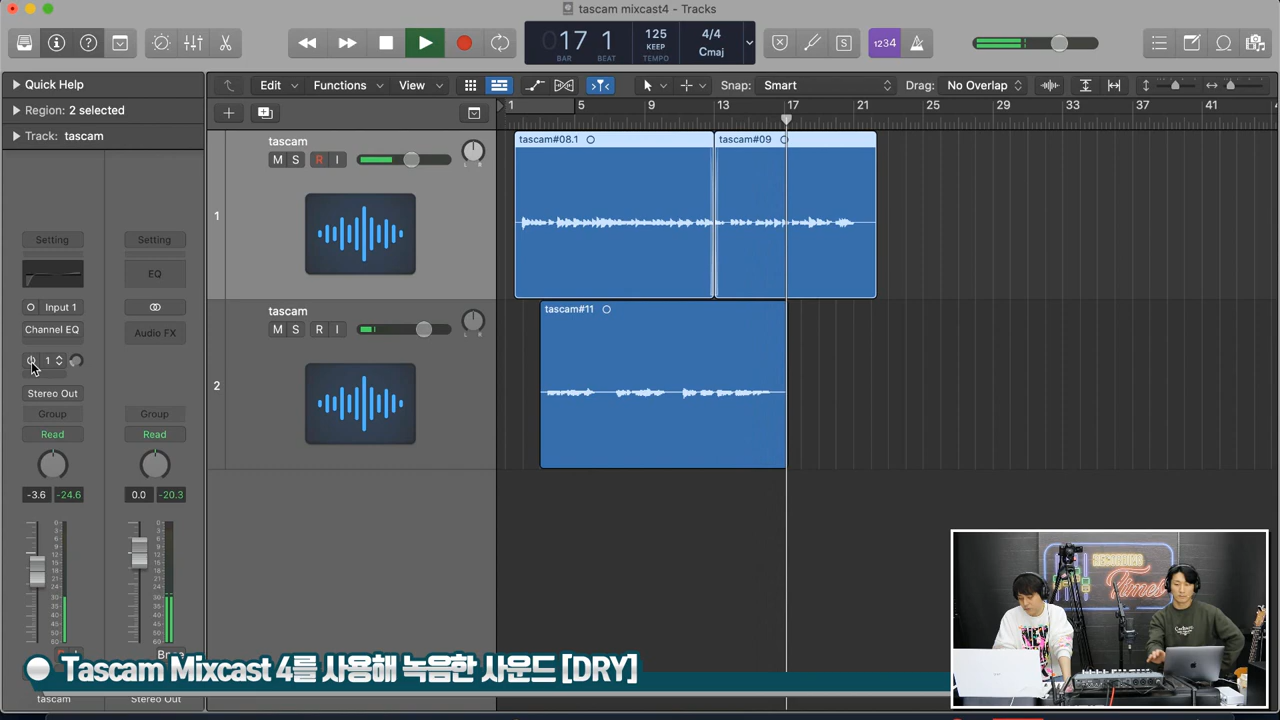 tascam mixcast4 - Tracks
17 1
BAR BEAT
125
KEEP
TEMPO
4/4
Cmaj
S
1234
Quick Help
Region: 2 selected
Track: tascam
Edit Functions View
Snap: Smart
Drag: No Overlap
1 5 9 13 17 21 25 29 33 37 41
1
tascam
M S R I
L R
tascam#08.1
tascam#09
2
tascam
M S R I
L R
tascam#11
Setting Setting
EQ
Input 1
Channel EQ Audio FX
1
Stereo Out
Group Group
Read Read
-3.6 -24.6 0.0 -20.3
RECORDING
Times
Tascam Mixcast 4를 사용해 녹음한 사운드 [DRY]
tascam Stereo Out